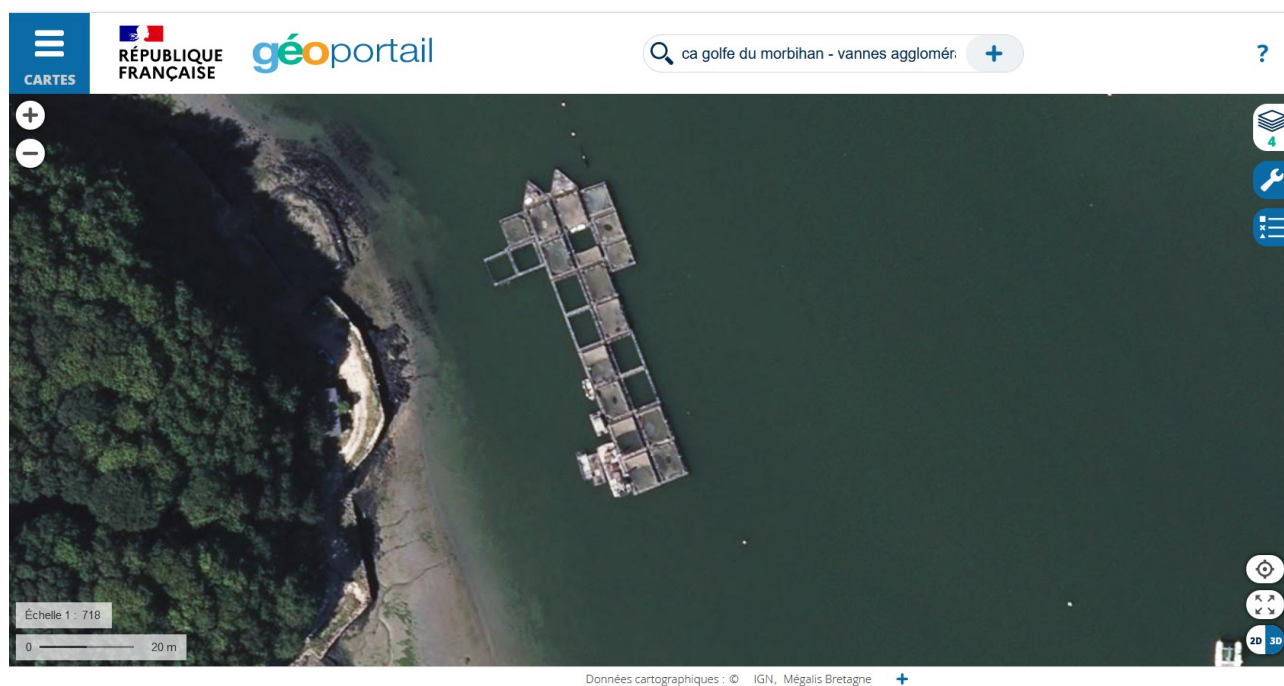 CARTES
RÉPUBLIQUE
FRANÇAISE
géoportail
ca golfe du morbihan - vannes agglomér
+
?
+
−
4
Échelle 1 : 718
0 20 m
2D 3D
Données cartographiques : © IGN, Mégalis Bretagne +